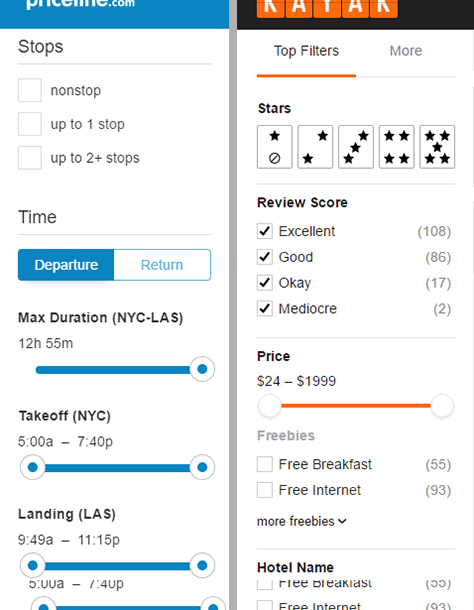 priceline.com
Stops
nonstop
up to 1 stop
up to 2+ stops
Time
Departure Return
Max Duration (NYC-LAS)
12h 55m
Takeoff (NYC)
5:00a – 7:40p
Landing (LAS)
9:49a – 11:15p
5:00a – 7:40p
KAYAK
Top Filters More
Stars
Review Score
Excellent (108)
Good (86)
Okay (17)
Mediocre (2)
Price
$24 – $1999
Freebies
Free Breakfast (55)
Free Internet (93)
more freebies
Hotel Name
Free Breakfast (55)
Free Internet (93)